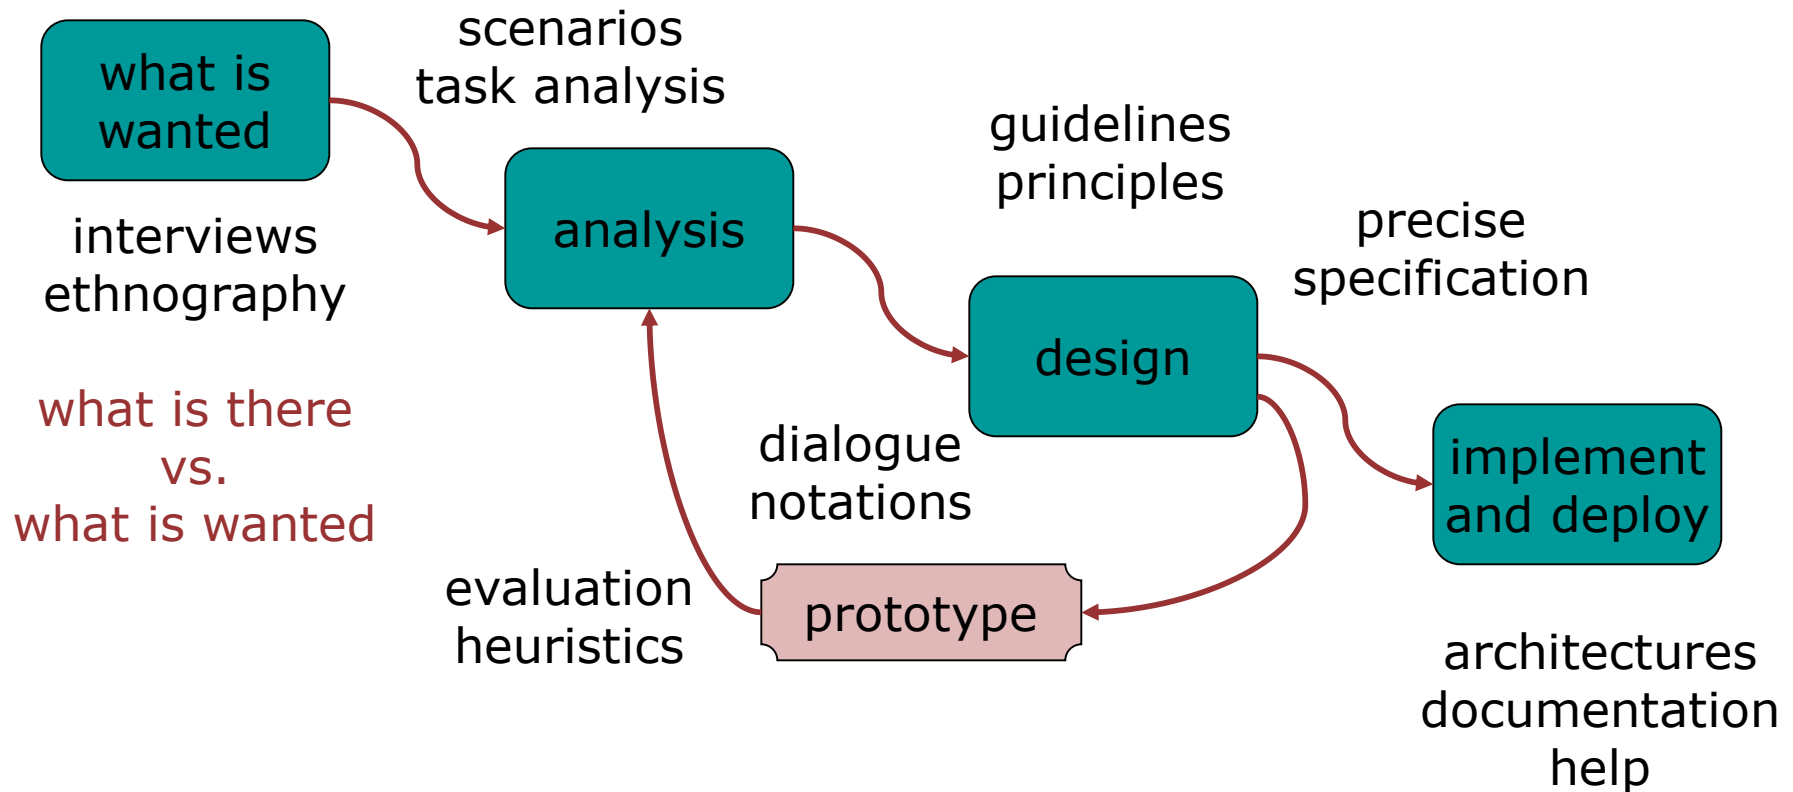 what is
wanted
scenarios
task analysis
interviews
ethnography
analysis
guidelines
principles
precise
specification
design
what is there
vs.
what is wanted
dialogue
notations
implement
and deploy
evaluation
heuristics
prototype
architectures
documentation
help